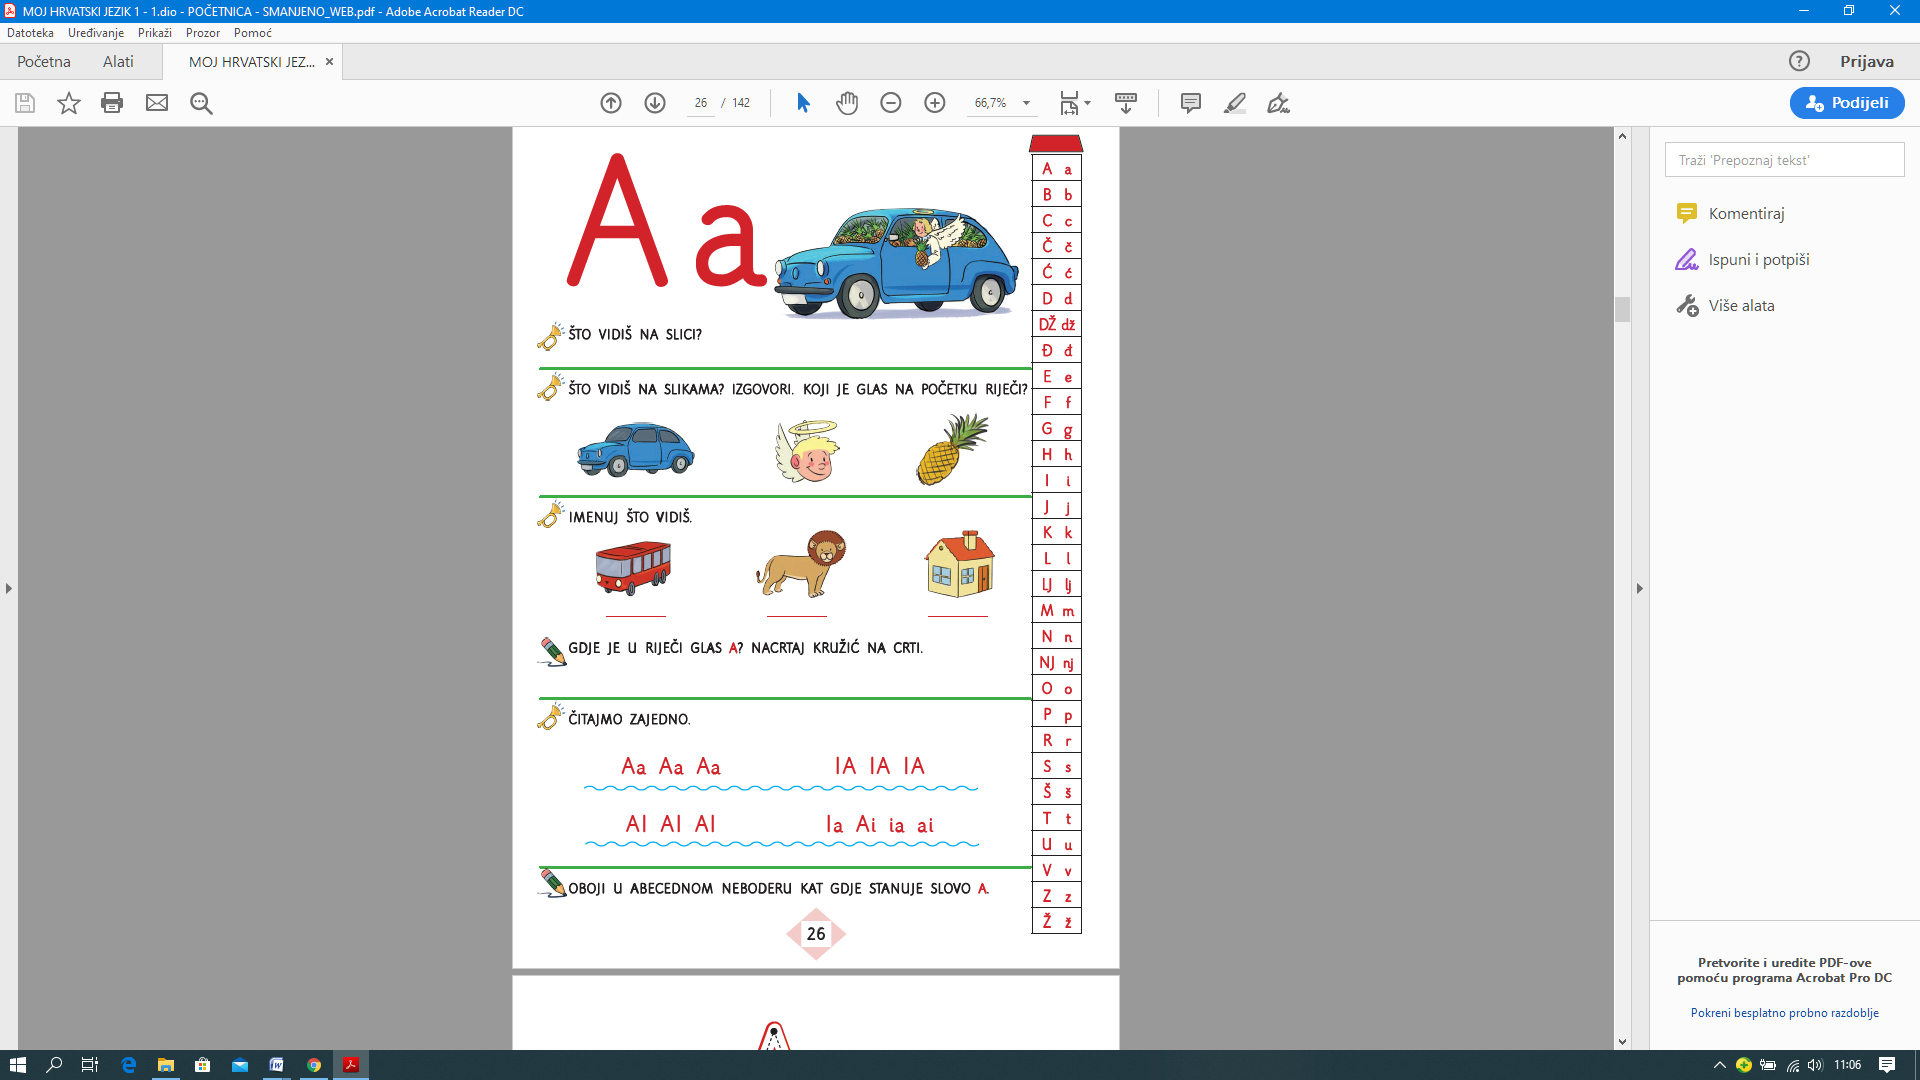 MOJ HRVATSKI JEZIK 1 - 1.dio - POČETNICA - SMANJENO_WEB.pdf - Adobe Acrobat Reader DC
Datoteka Uređivanje Prikaži Prozor Pomoć
Početna Alati MOJ HRVATSKI JEZ... × Prijava
26 / 142 66,7% Podijeli
Traži 'Prepoznaj tekst'
Komentiraj
Ispuni i potpiši
Više alata
A a
ŠTO VIDIŠ NA SLICI?
ŠTO VIDIŠ NA SLIKAMA? IZGOVORI. KOJI JE GLAS NA POČETKU RIJEČI?
IMENUJ ŠTO VIDIŠ.
GDJE JE U RIJEČI GLAS A? NACRTAJ KRUŽIĆ NA CRTI.
ČITAJMO ZAJEDNO.
Aa Aa Aa IA IA IA
AI AI AI Ia Ai ia ai
OBOJI U ABECEDNOM NEBODERU KAT GDJE STANUJE SLOVO A.
26
A a
B b
C c
Č č
Ć ć
D d
DŽ dž
Đ đ
E e
F f
G g
H h
I i
J j
K k
L l
LJ lj
M m
N n
NJ nj
O o
P p
R r
S s
Š š
T t
U u
V v
Z z
Ž ž
Pretvorite i uredite PDF-ove
pomoću programa Acrobat Pro DC
Pokreni besplatno probno razdoblje
11:06